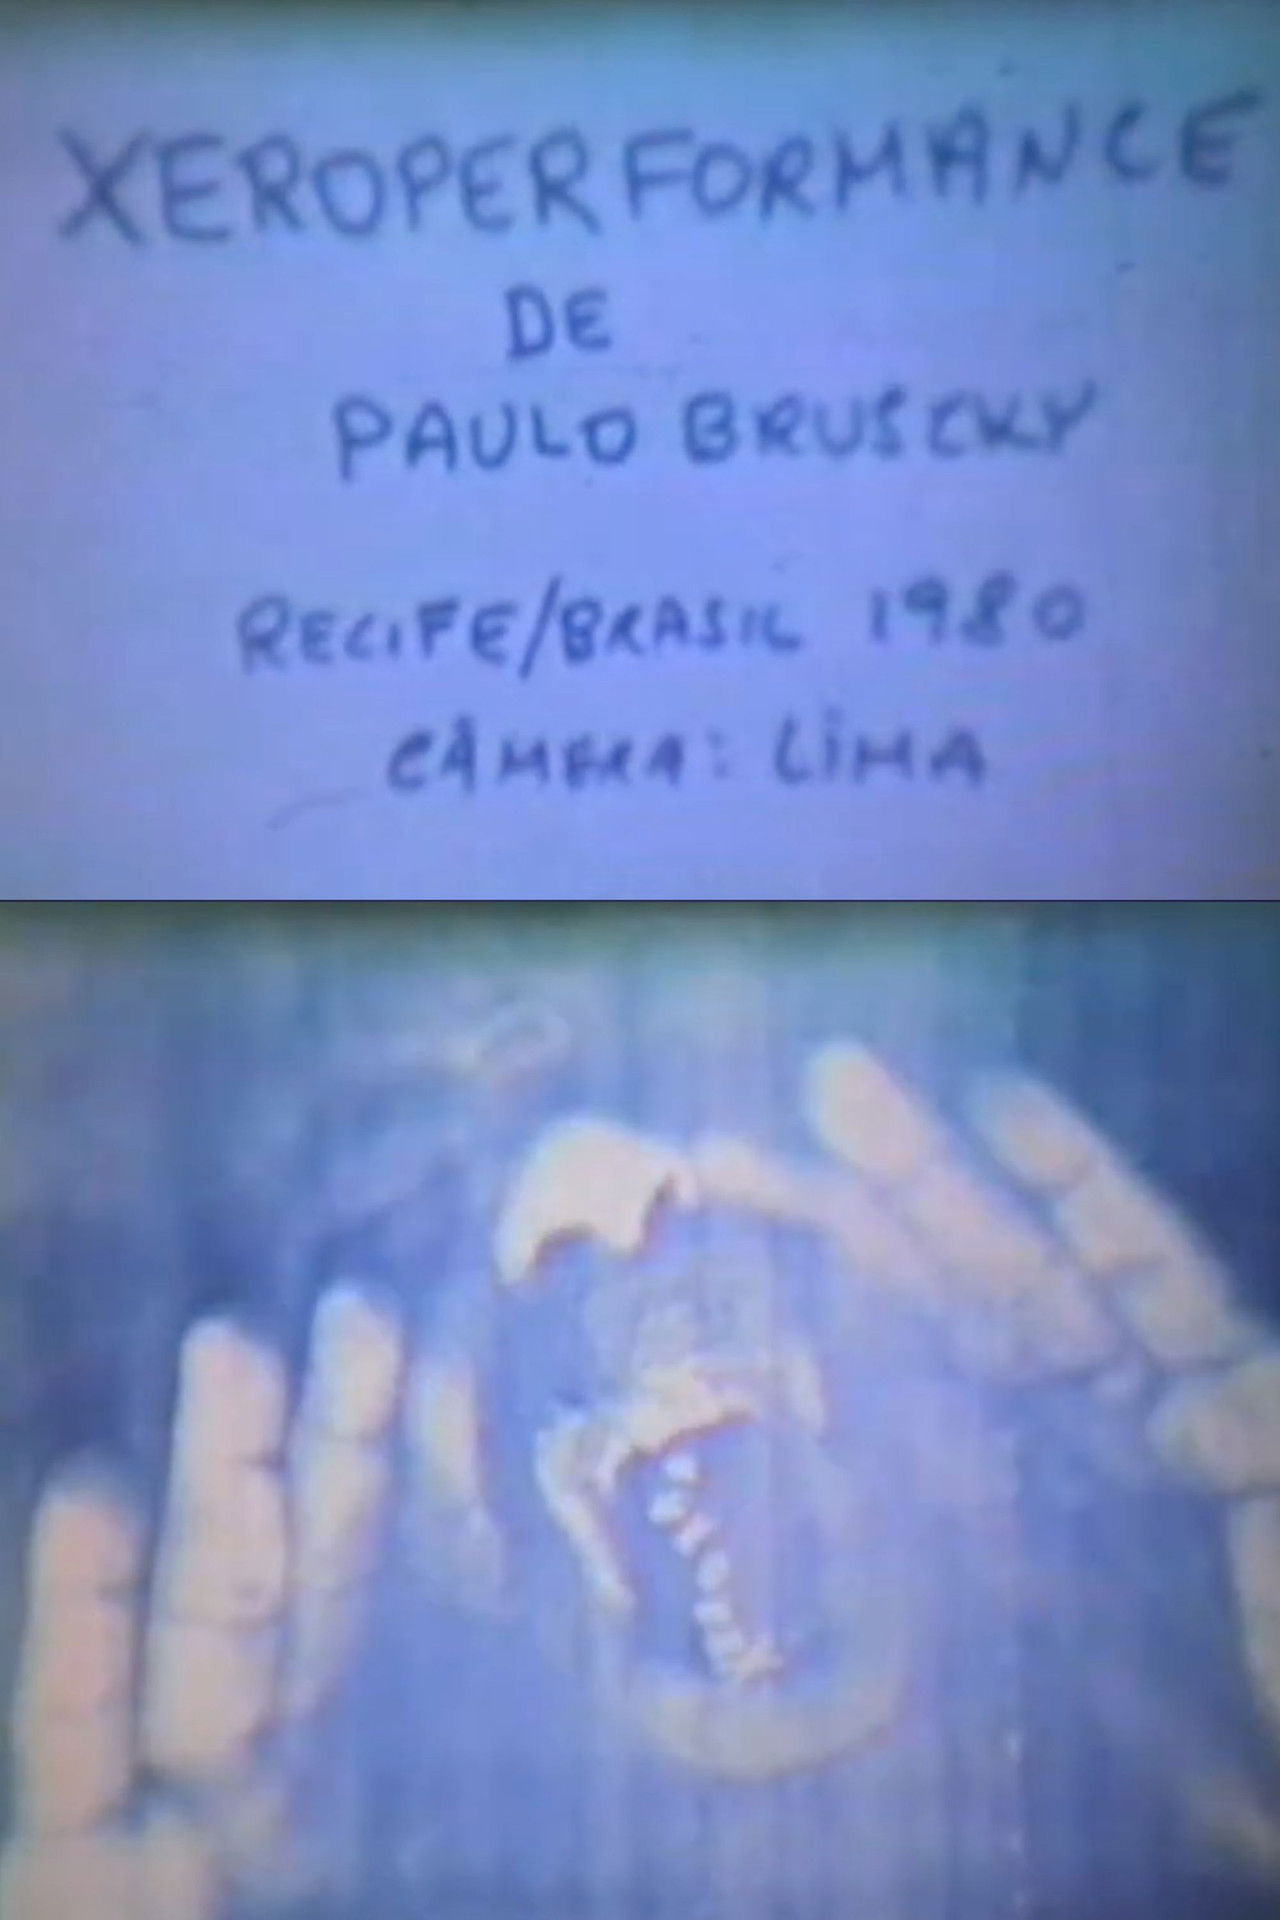 XEROPERFORMANCE
DE
PAULO BRUSCKY
RECIFE/BRASIL 1980
CÂMERA: LIMA